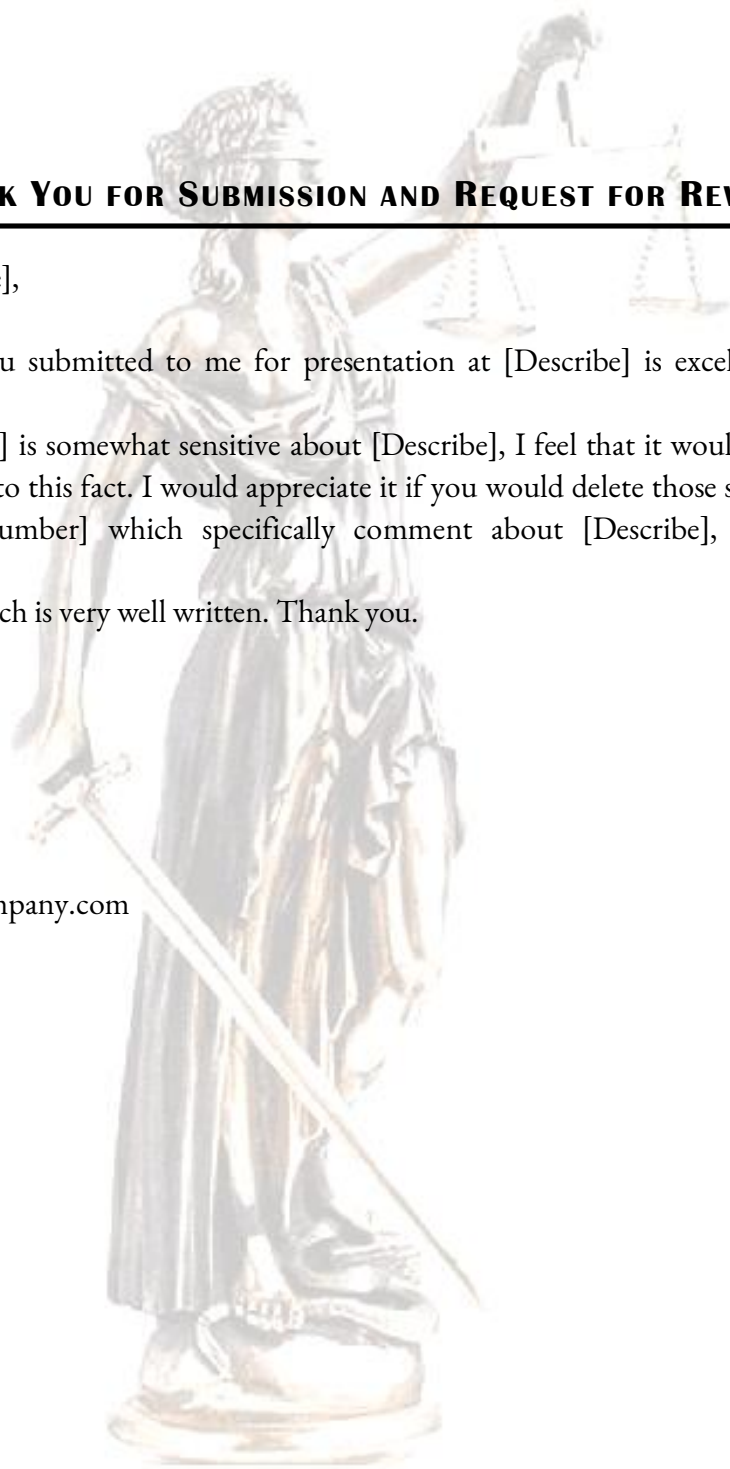 k You for Submission and Request for Rev
e],
u submitted to me for presentation at [Describe] is excel
] is somewhat sensitive about [Describe], I feel that it woul
to this fact. I would appreciate it if you would delete those s
umber] which specifically comment about [Describe],
ch is very well written. Thank you.
mpany.com